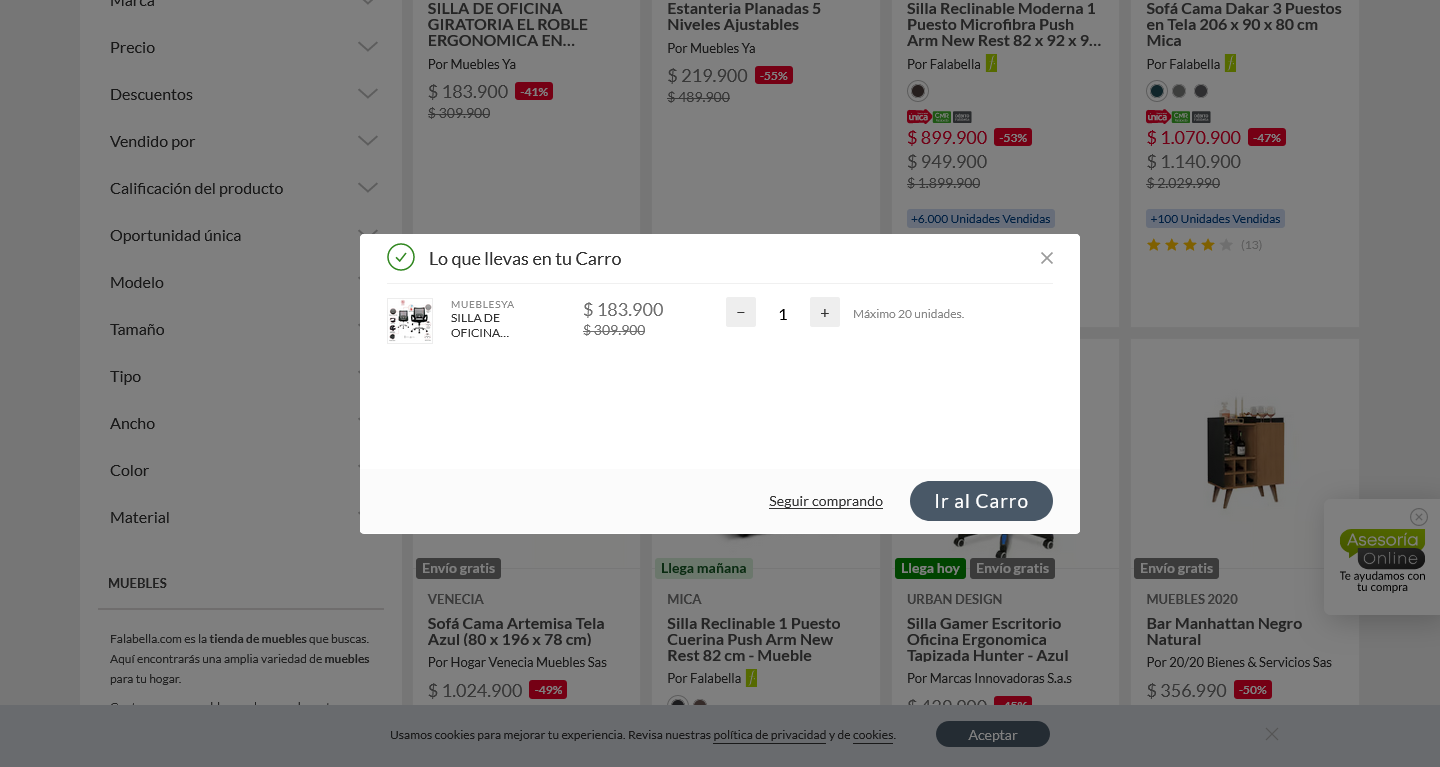 Marca
Precio
Descuentos
Vendido por
Calificación del producto
Oportunidad única
Modelo
Tamaño
Tipo
Ancho
Color
Material
MUEBLES
Falabella.com es la tienda de muebles que buscas.
Aquí encontrarás una amplia variedad de muebles
para tu hogar.
SILLA DE OFICINA
GIRATORIA EL ROBLE
ERGONOMICA EN...
Por Muebles Ya
$ 183.900 -41%
$ 309.900
Estanteria Planadas 5
Niveles Ajustables
Por Muebles Ya
$ 219.900 -55%
$ 489.900
Silla Reclinable Moderna 1
Puesto Microfibra Push
Arm New Rest 82 x 92 x 9...
Por Falabella
única CMR
$ 899.900 -53%
$ 949.900
$ 1.899.900
+6.000 Unidades Vendidas
Sofá Cama Dakar 3 Puestos
en Tela 206 x 90 x 80 cm
Mica
Por Falabella
única CMR
$ 1.070.900 -47%
$ 1.140.900
$ 2.029.990
+100 Unidades Vendidas
(13)
Lo que llevas en tu Carro
MUEBLESYA
SILLA DE
OFICINA...
$ 183.900
$ 309.900
− 1 +
Máximo 20 unidades.
Seguir comprando
Ir al Carro
Envío gratis
VENECIA
Sofá Cama Artemisa Tela
Azul (80 x 196 x 78 cm)
Por Hogar Venecia Muebles Sas
$ 1.024.900 -49%
Llega mañana
MICA
Silla Reclinable 1 Puesto
Cuerina Push Arm New
Rest 82 cm - Mueble
Por Falabella
Llega hoy Envío gratis
URBAN DESIGN
Silla Gamer Escritorio
Oficina Ergonomica
Tapizada Hunter - Azul
Por Marcas Innovadoras S.a.s
Envío gratis
MUEBLES 2020
Bar Manhattan Negro
Natural
Por 20/20 Bienes & Servicios Sas
$ 356.990 -50%
Asesoría
Online
Te ayudamos con
tu compra
Usamos cookies para mejorar tu experiencia. Revisa nuestras política de privacidad y de cookies.
Aceptar